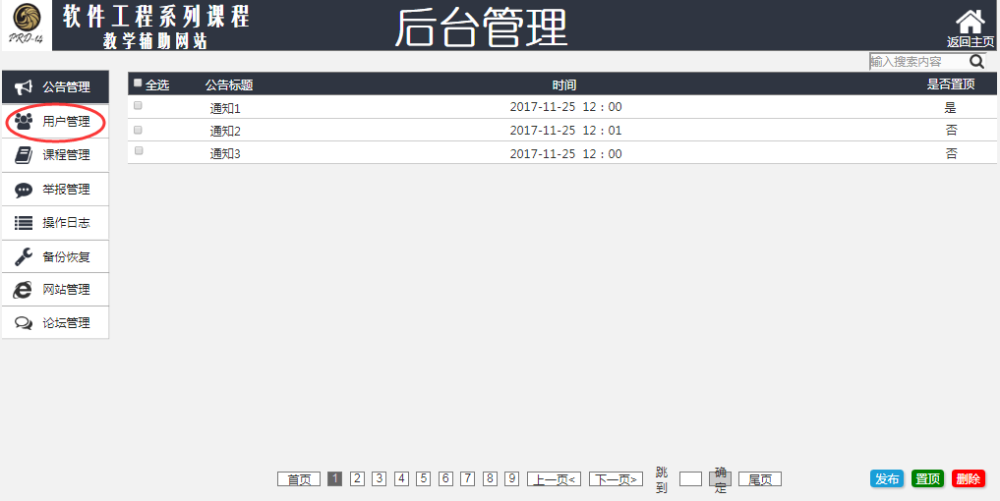 PRD-14
软件工程系列课程
教学辅助网站
后台管理
返回主页
输入搜索内容
公告管理
用户管理
课程管理
举报管理
操作日志
备份恢复
网站管理
论坛管理
全选 公告标题 时间 是否置顶
通知1 2017-11-25 12：00 是
通知2 2017-11-25 12：01 否
通知3 2017-11-25 12：00 否
首页 1 2 3 4 5 6 7 8 9 上一页< 下一页> 跳到 确定 尾页
发布 置顶 删除